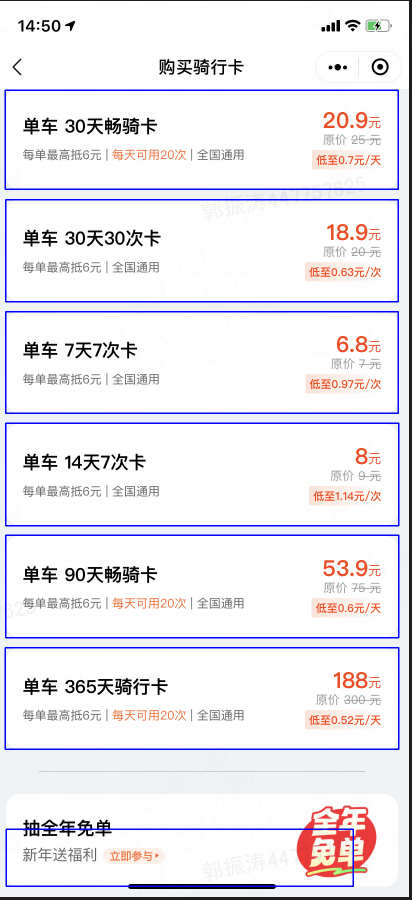 14:50
购买骑行卡
单车 30天畅骑卡
20.9元
原价 25 元
每单最高抵6元 | 每天可用20次 | 全国通用
低至0.7元/天
郭振涛447757625
单车 30天30次卡
18.9元
原价 20 元
每单最高抵6元 | 全国通用
低至0.63元/次
单车 7天7次卡
6.8元
原价 7 元
每单最高抵6元 | 全国通用
低至0.97元/次
单车 14天7次卡
8元
原价 9 元
每单最高抵6元 | 全国通用
低至1.14元/次
单车 90天畅骑卡
53.9元
原价 75 元
每单最高抵6元 | 每天可用20次 | 全国通用
低至0.6元/天
单车 365天骑行卡
188元
原价 300 元
每单最高抵6元 | 每天可用20次 | 全国通用
低至0.52元/天
抽全年免单
新年送福利 立即参与
全年
免单
郭振涛447